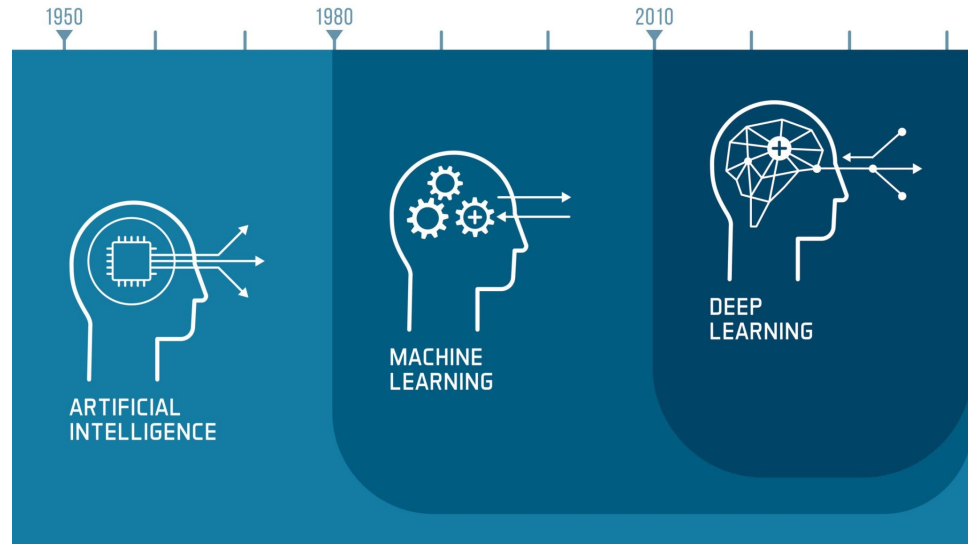 1950 1980 2010
DEEP
LEARNING
MACHINE
LEARNING
ARTIFICIAL
INTELLIGENCE